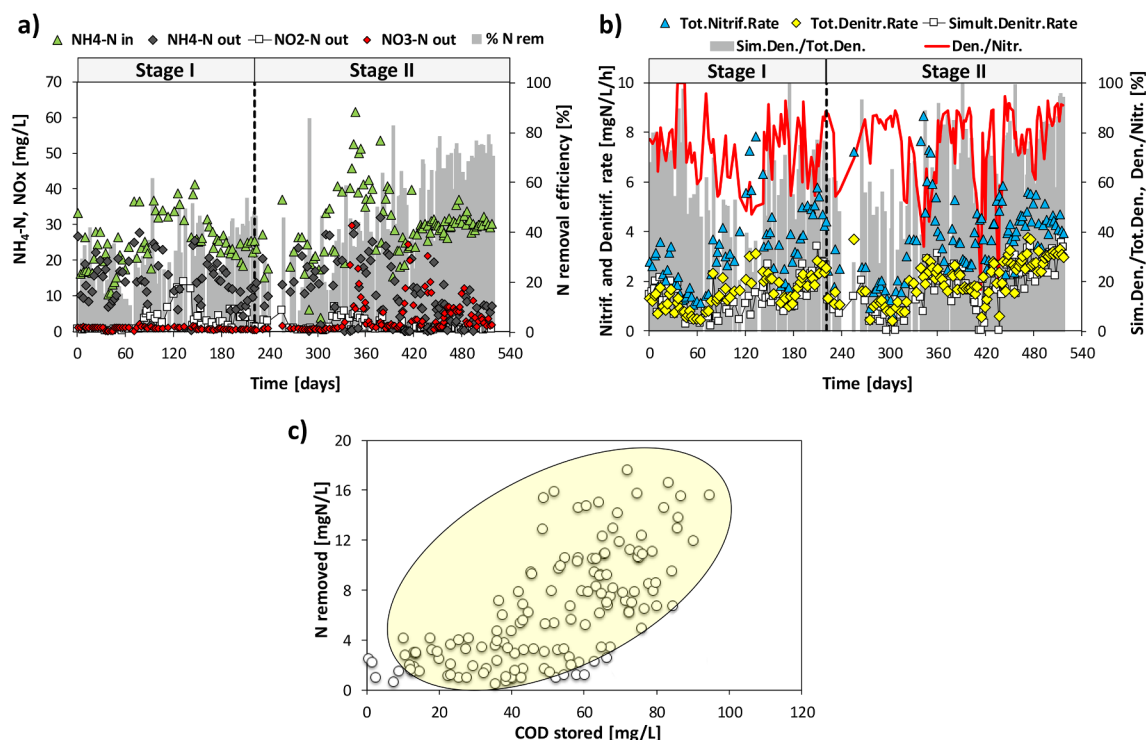 a)
NH4-N in NH4-N out NO2-N out NO3-N out % N rem
Stage I Stage II
NH4-N, NOx [mg/L]
70
60
50
40
30
20
10
0
100
80
60
40
20
0
N removal efficiency [%]
0 60 120 180 240 300 360 420 480 540
Time [days]
b)
Tot.Nitrif.Rate Tot.Denitr.Rate Simult.Denitr.Rate
Sim.Den./Tot.Den. Den./Nitr.
Stage I Stage II
Nitrif. and Denitrif. rate [mgN/L/h]
10
8
6
4
2
0
100
80
60
40
20
0
Sim.Den./Tot.Den., Den./Nitr. [%]
0 60 120 180 240 300 360 420 480 540
Time [days]
c)
N removed [mgN/L]
20
16
12
8
4
0
0 20 40 60 80 100 120
COD stored [mg/L]